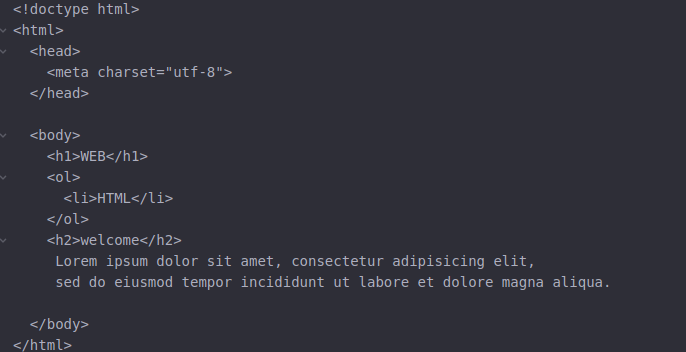 <!doctype html>
<html>
<head>
<meta charset="utf-8">
</head>
<body>
<h1>WEB</h1>
<ol>
<li>HTML</li>
</ol>
<h2>welcome</h2>
Lorem ipsum dolor sit amet, consectetur adipisicing elit,
sed do eiusmod tempor incididunt ut labore et dolore magna aliqua.
</body>
</html>